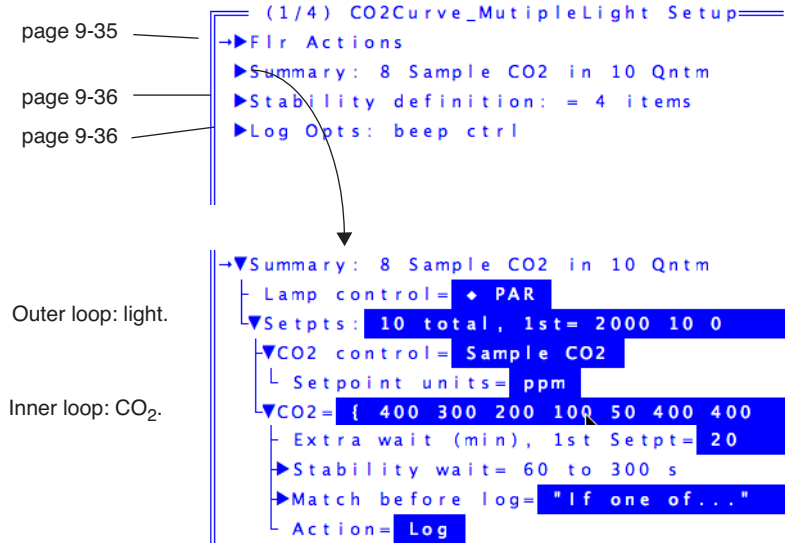 (1/4) CO2Curve_MutipleLight Setup
page 9-35
→▶Flr Actions
▶Summary: 8 Sample CO2 in 10 Qntm
page 9-36
▶Stability definition: = 4 items
page 9-36
▶Log Opts: beep ctrl
→▼Summary: 8 Sample CO2 in 10 Qntm
Lamp control= ◆ PAR
Outer loop: light.
▼Setpts: 10 total, 1st= 2000 10 0
▼CO2 control= Sample CO2
Setpoint units= ppm
Inner loop: CO₂.
▼CO2= { 400 300 200 100 50 400 400
Extra wait (min), 1st Setpt= 20
▶Stability wait= 60 to 300 s
▶Match before log= "If one of..."
Action= Log